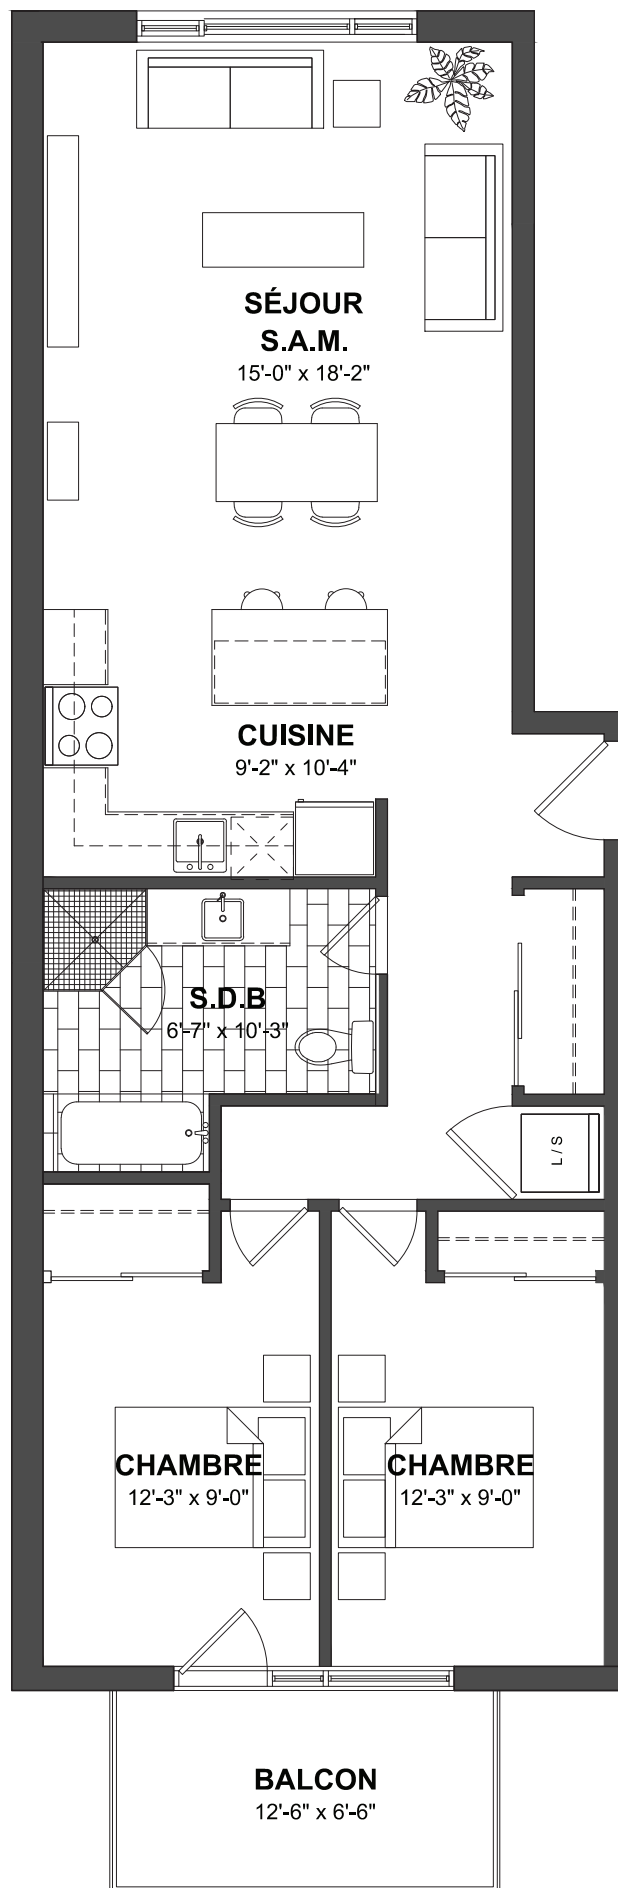 SÉJOUR
S.A.M.
15'-0" x 18'-2"
CUISINE
9'-2" x 10'-4"
S.D.B
6'-7" x 10'-3"
L / S
CHAMBRE
12'-3" x 9'-0"
CHAMBRE
12'-3" x 9'-0"
BALCON
12'-6" x 6'-6"